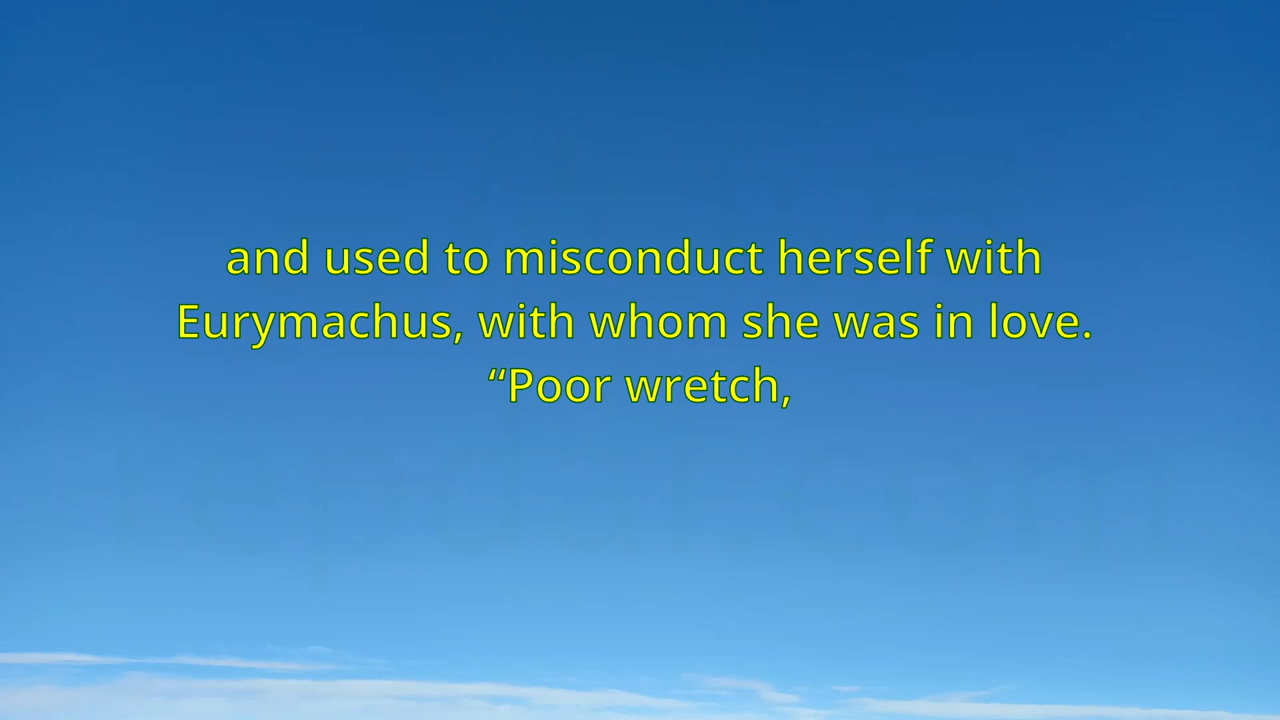 and used to misconduct herself with
Eurymachus, with whom she was in love.
“Poor wretch,